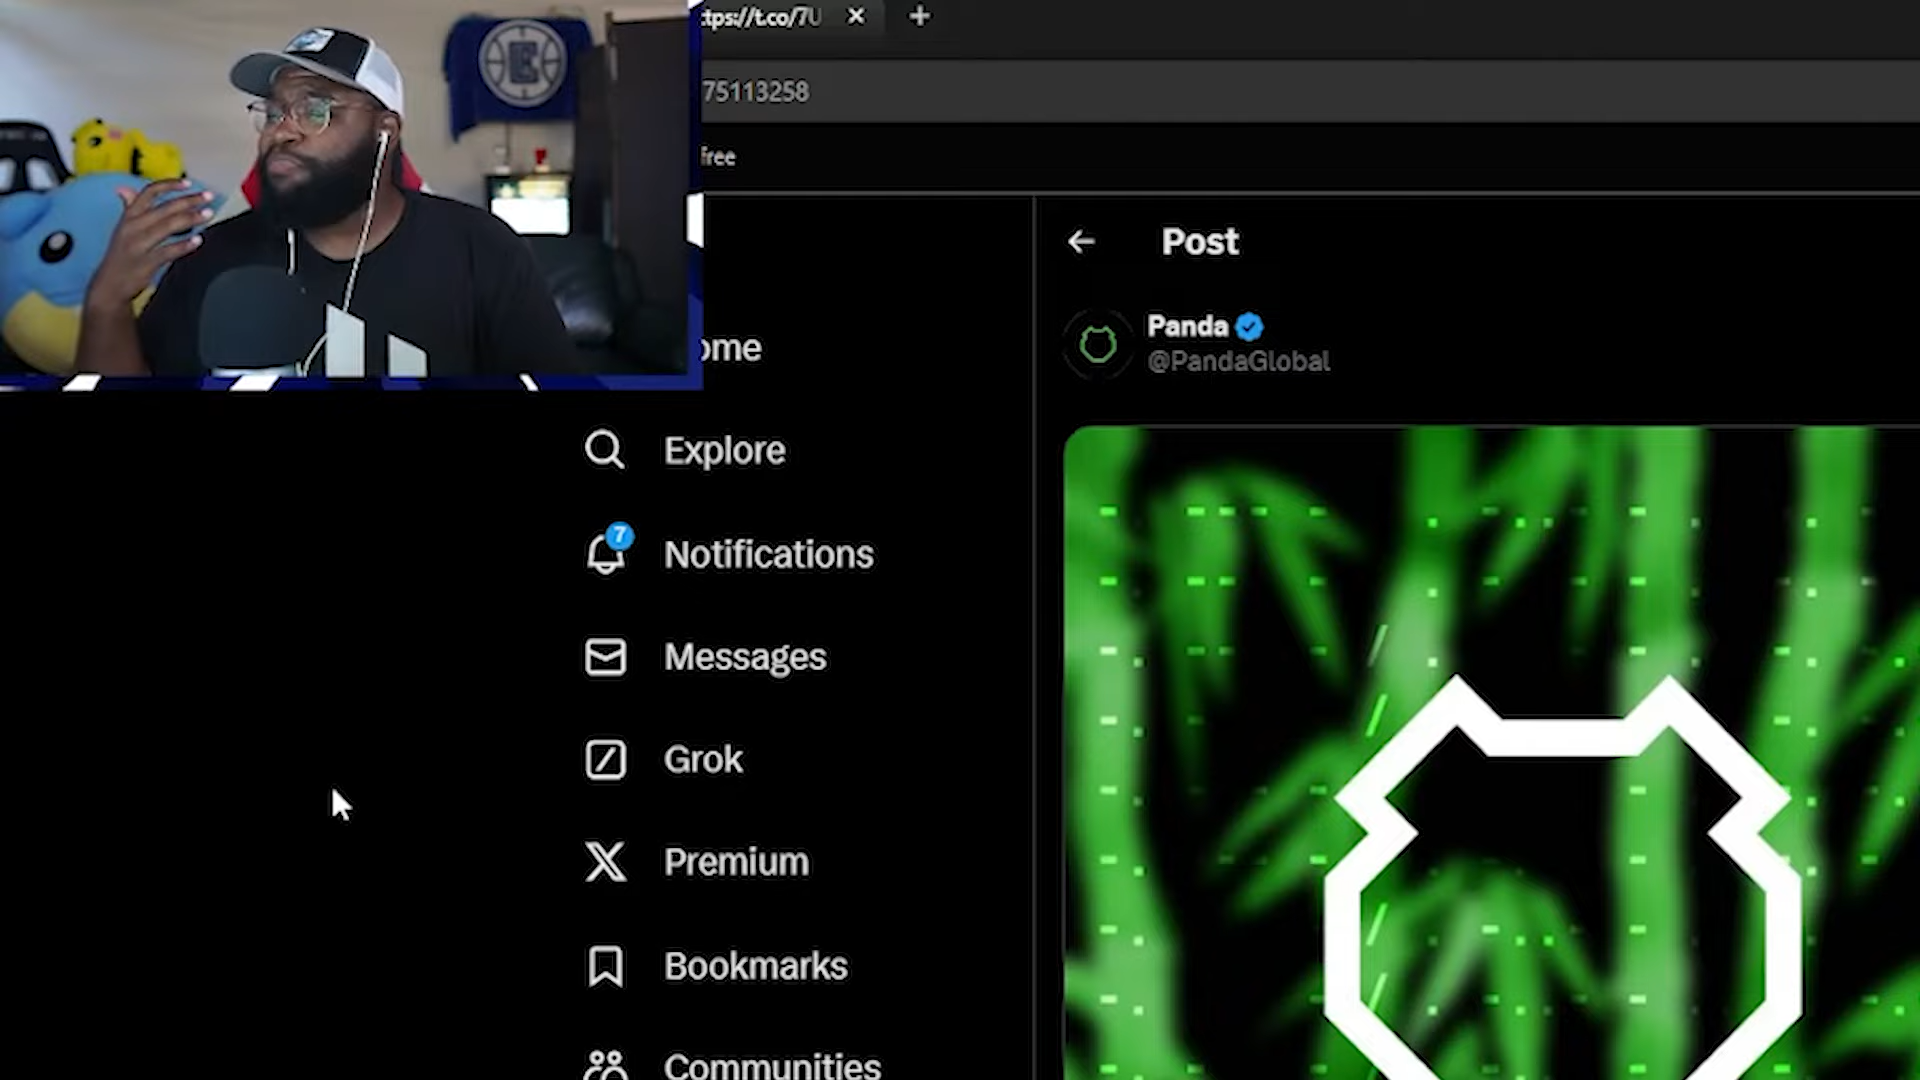 tps://t.co/7U
75113258
free
Post
Panda
@PandaGlobal
ome
Explore
7
Notifications
Messages
Grok
Premium
Bookmarks
Communities
E